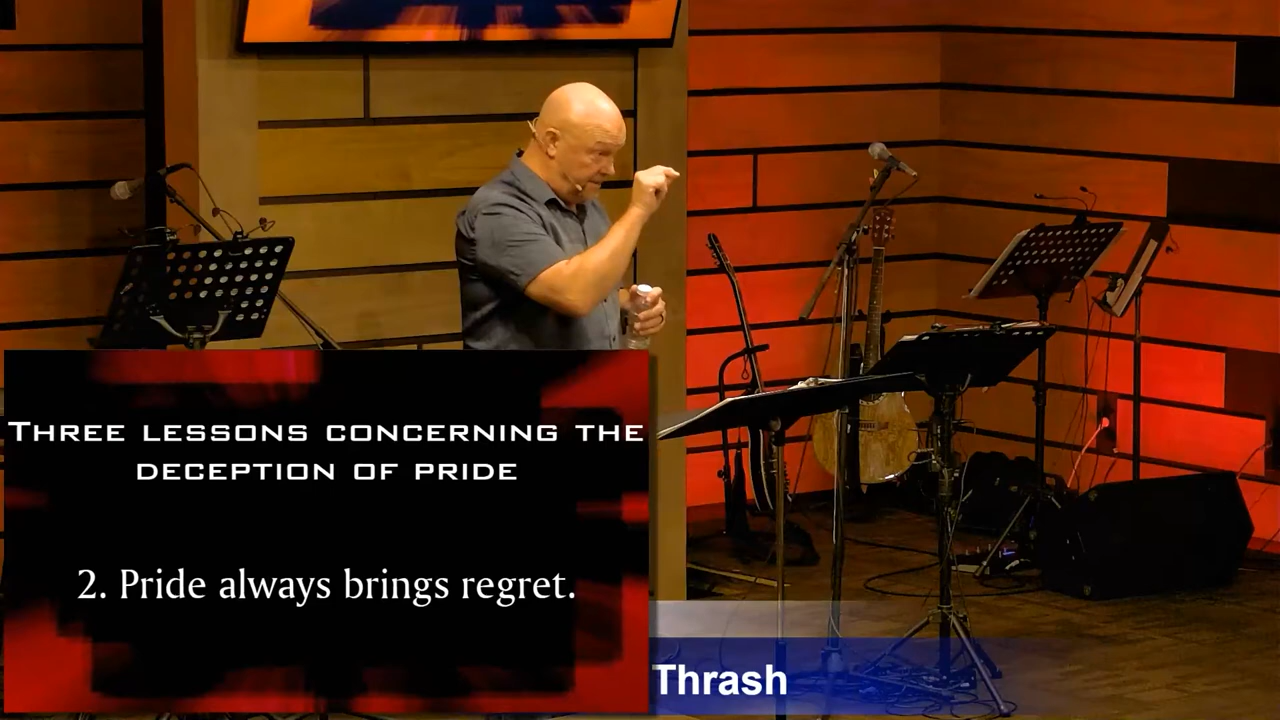 THREE LESSONS CONCERNING THE
DECEPTION OF PRIDE
2. Pride always brings regret.
Thrash